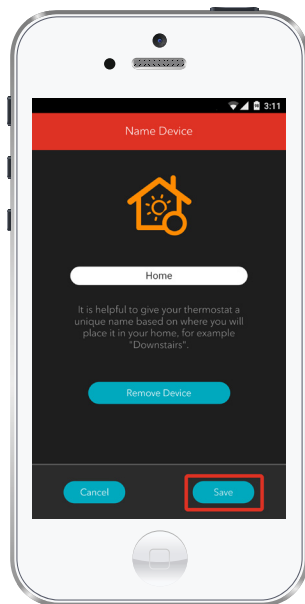 3:11
Name Device
Home
It is helpful to give your thermostat a
unique name based on where you will
place it in your home, for example
"Downstairs".
Remove Device
Cancel
Save